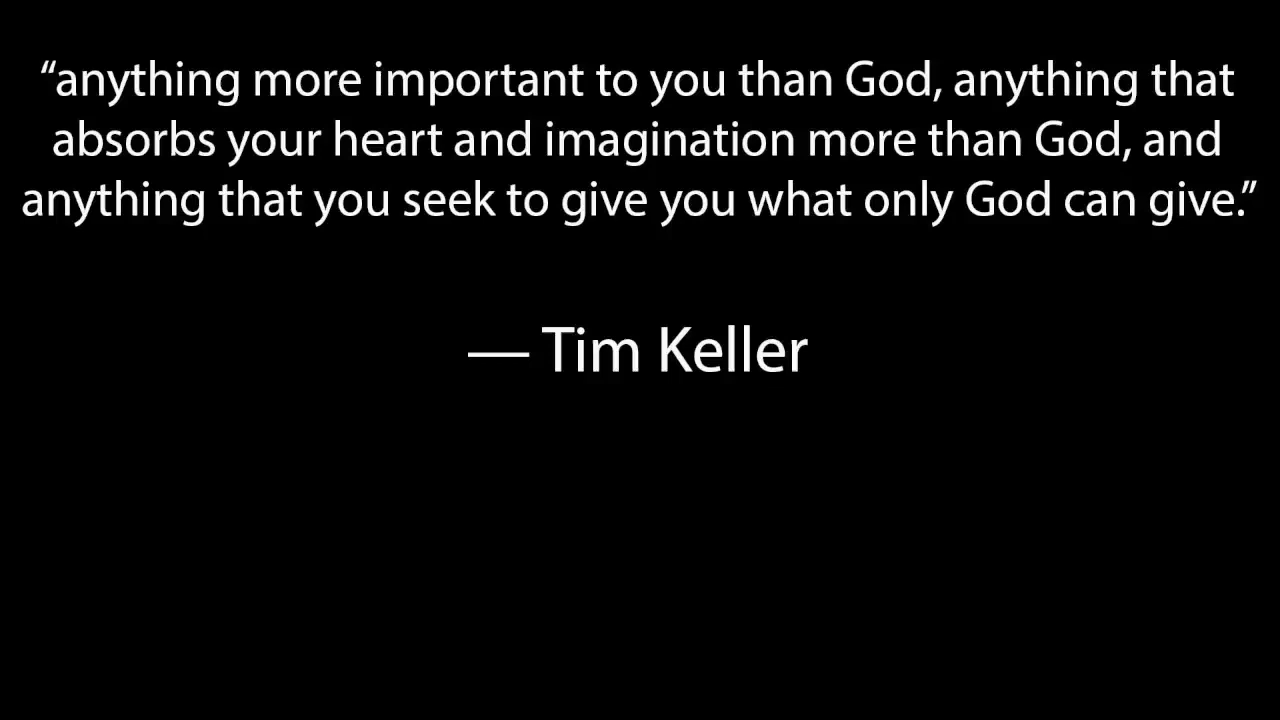 “anything more important to you than God, anything that
absorbs your heart and imagination more than God, and
anything that you seek to give you what only God can give.”
— Tim Keller